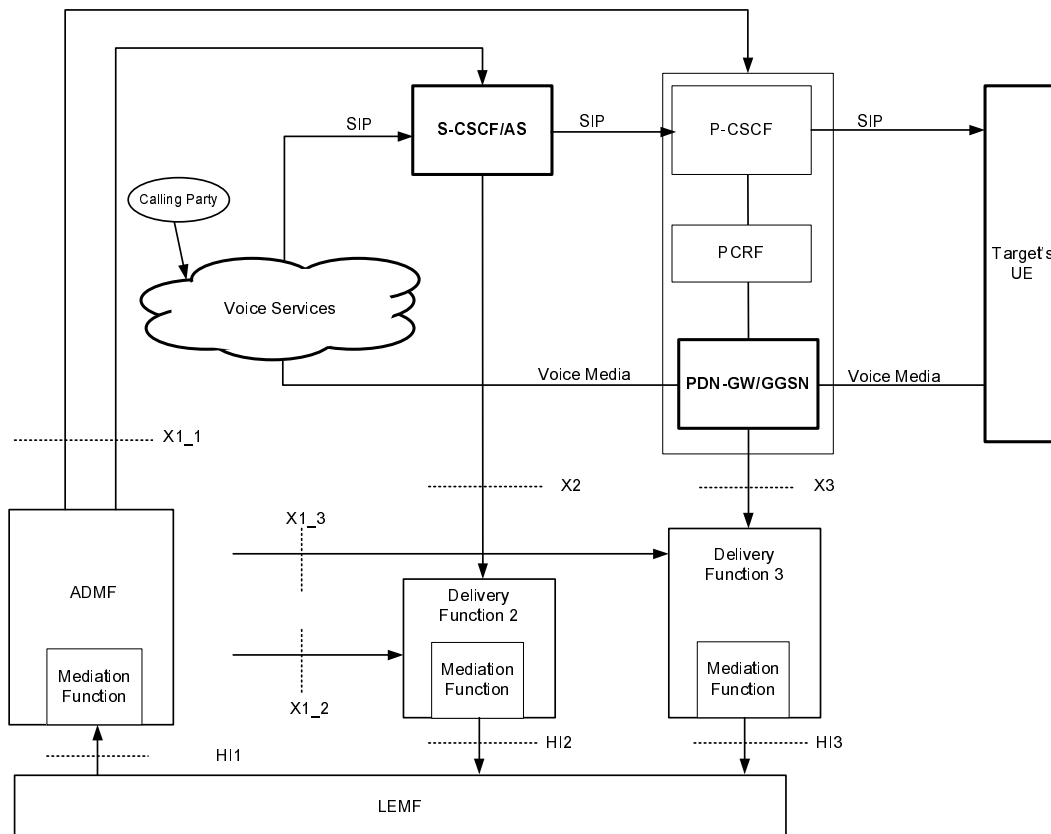 SIP
S-CSCF/AS
SIP
P-CSCF
SIP
Calling Party
PCRF
Target's
UE
Voice Services
Voice Media
PDN-GW/GGSN
Voice Media
X1_1
X2
X3
X1_3
ADMF
Delivery
Function 2
Delivery
Function 3
Mediation
Function
Mediation
Function
Mediation
Function
X1_2
HI1
HI2
HI3
LEMF